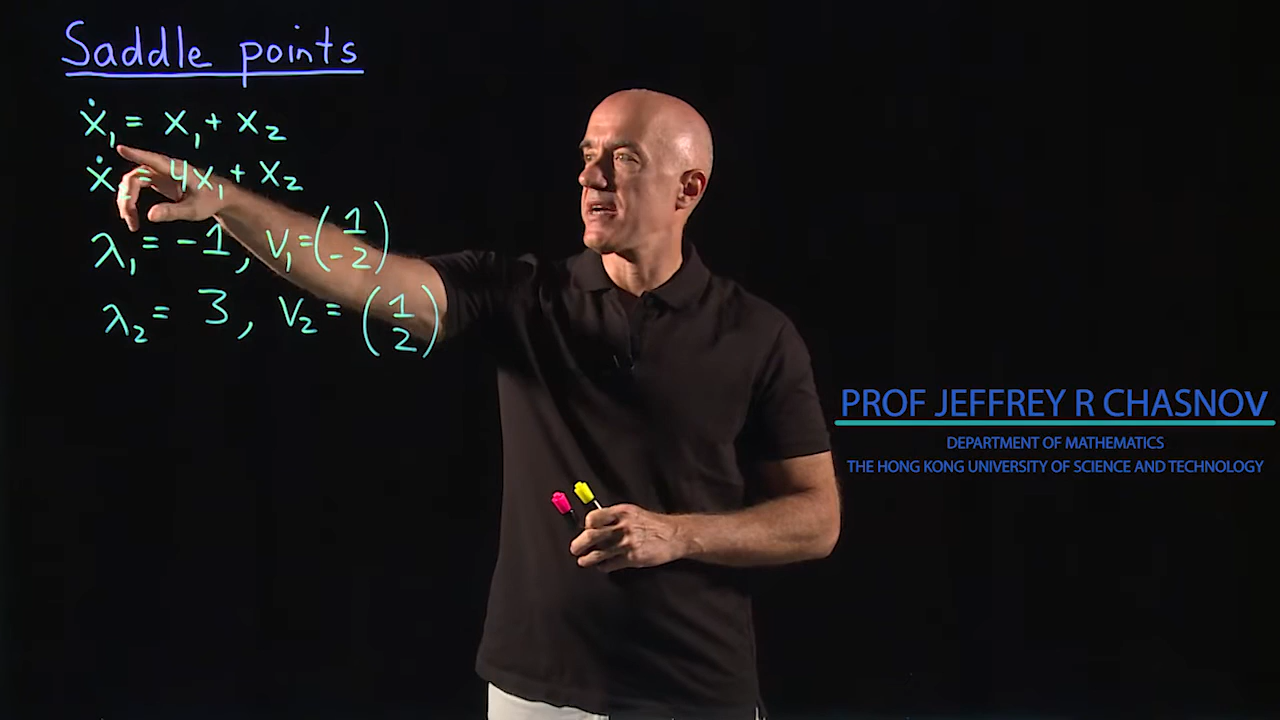 Saddle points
ẋ₁ = x₁ + x₂
ẋ₂ = 4x₁ + x₂
λ₁ = -1, v₁ = (1 -2)
λ₂ = 3, v₂ = (1 2)
PROF JEFFREY R CHASNOV
DEPARTMENT OF MATHEMATICS
THE HONG KONG UNIVERSITY OF SCIENCE AND TECHNOLOGY